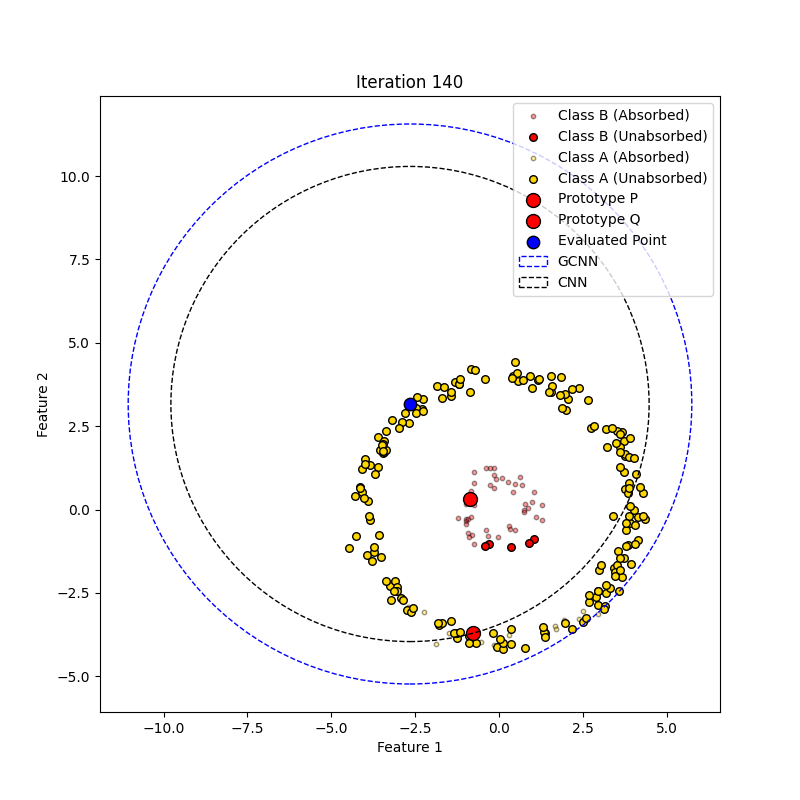 Iteration 140
Class B (Absorbed)
Class B (Unabsorbed)
Class A (Absorbed)
Class A (Unabsorbed)
Prototype P
Prototype Q
Evaluated Point
GCNN
CNN
10.0
7.5
5.0
2.5
0.0
−2.5
−5.0
Feature 2
−10.0 −7.5 −5.0 −2.5 0.0 2.5 5.0
Feature 1